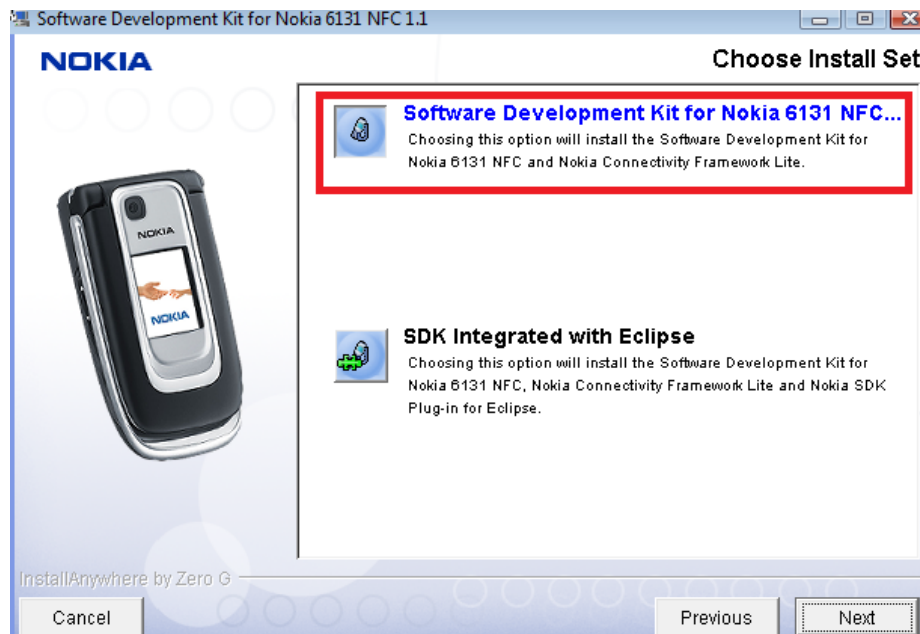 Software Development Kit for Nokia 6131 NFC 1.1
NOKIA
Choose Install Set
Software Development Kit for Nokia 6131 NFC...
Choosing this option will install the Software Development Kit for
Nokia 6131 NFC and Nokia Connectivity Framework Lite.
NOKIA
NOKIA
SDK Integrated with Eclipse
Choosing this option will install the Software Development Kit for
Nokia 6131 NFC, Nokia Connectivity Framework Lite and Nokia SDK
Plug-in for Eclipse.
InstallAnywhere by Zero G
Cancel
Previous
Next